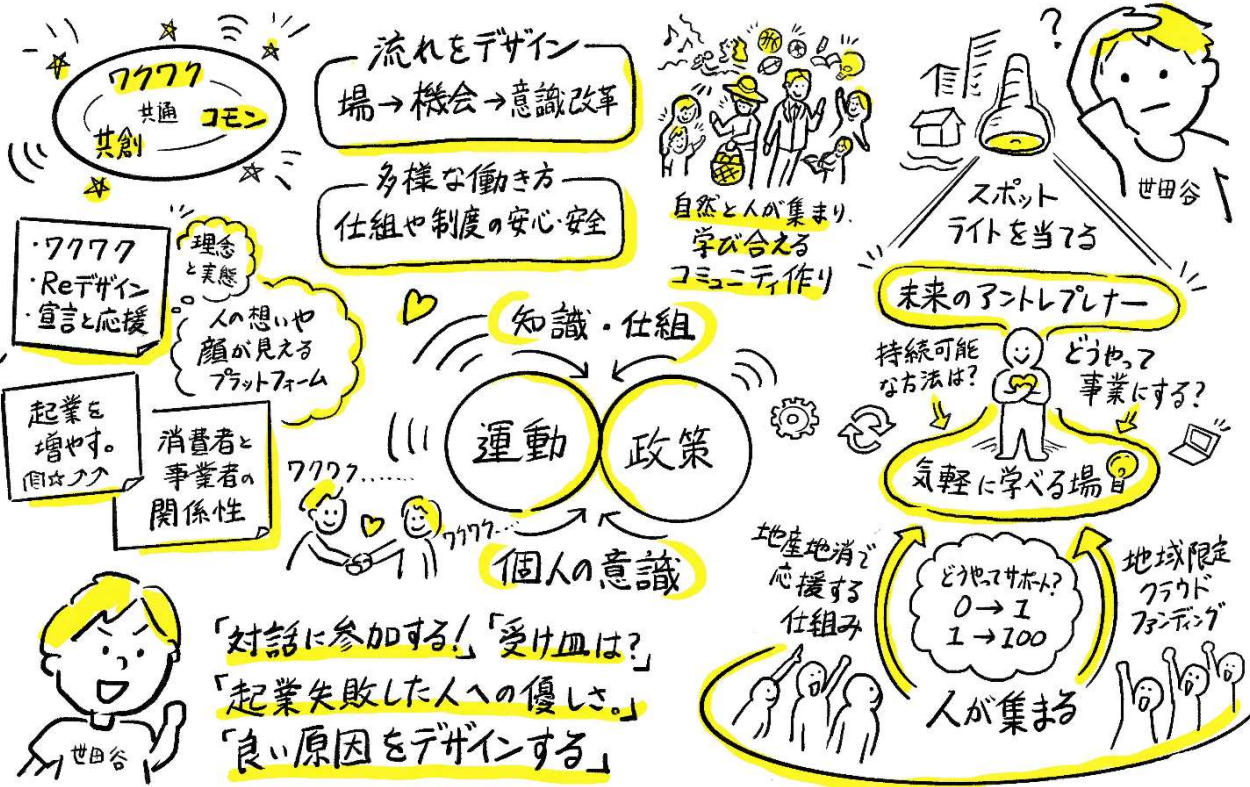 ワクワク
共通
コモン
共創
流れをデザイン
場→機会→意識改革
多様な働き方
仕組や制度の安心・安全
・ワクワク
・Reデザイン
・宣言と応援
理念
と実態
人の想いや
顔が見える
プラットフォーム
起業を
増やす。
消費者と
事業者の
関係性
自然と人が集まり、
学び合える
コミュニティ作り
知識・仕組
運動
政策
個人の意識
ワクワク……
ワクワク…
?
世田谷
スポット
ライトを当てる
未来のアントレプレナー
持続可能
な方法は?
どうやって
事業にする?
気軽に学べる場
地産地消で
応援する
仕組み
どうやってサポート?
0→1
1→100
地域限定
クラウド
ファンディング
人が集まる
世田谷
「対話に参加する!」「受け皿は?」
「起業失敗した人への優しさ。」
「良い原因をデザインする」